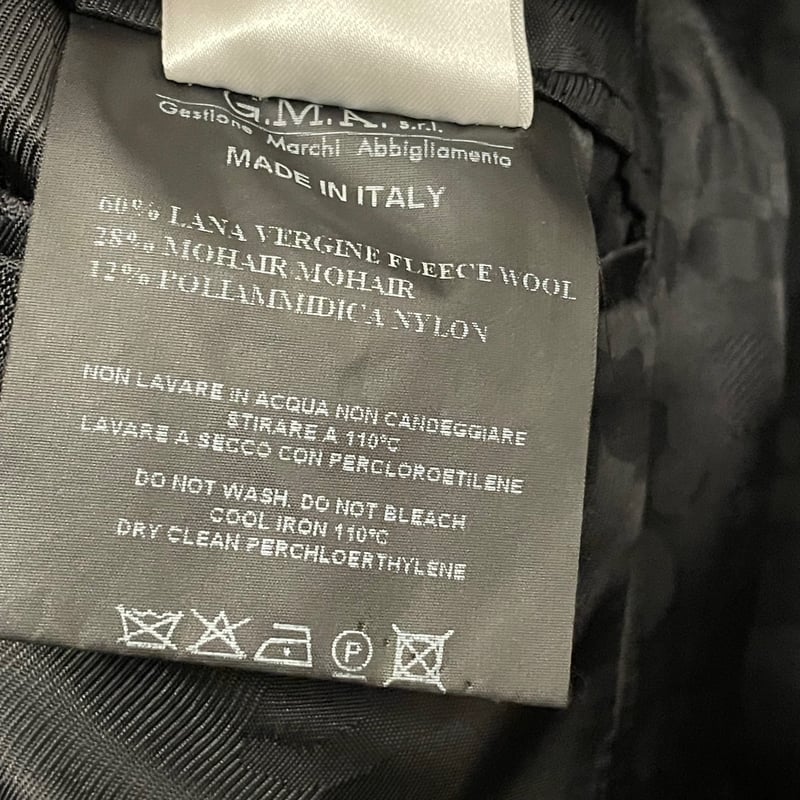 G.M.A. s.r.l.
Gestione Marchi Abbigliamento
MADE IN ITALY
60% LANA VERGINE FLEECE WOOL
28% MOHAIR MOHAIR
12% POLIAMMIDICA NYLON
NON LAVARE IN ACQUA NON CANDEGGIARE
STIRARE A 110°C
LAVARE A SECCO CON PERCLOROETILENE
DO NOT WASH. DO NOT BLEACH
COOL IRON 110°C
DRY CLEAN PERCHLOERTHYLENE
P